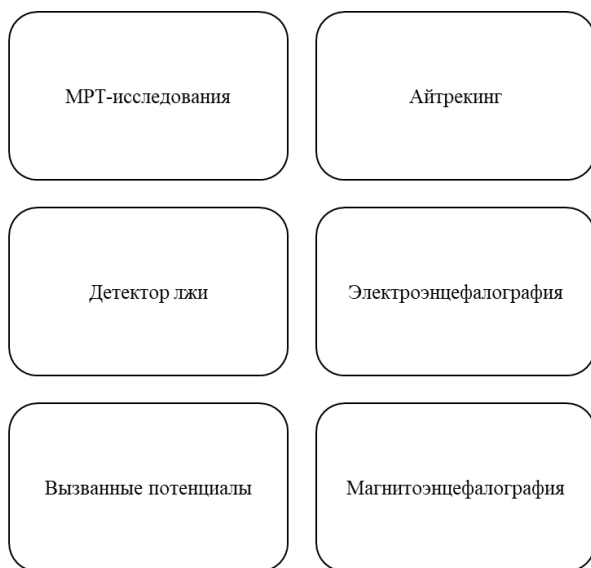 МРТ-исследования
Айтрекинг
Детектор лжи
Электроэнцефалография
Вызванные потенциалы
Магнитоэнцефалография